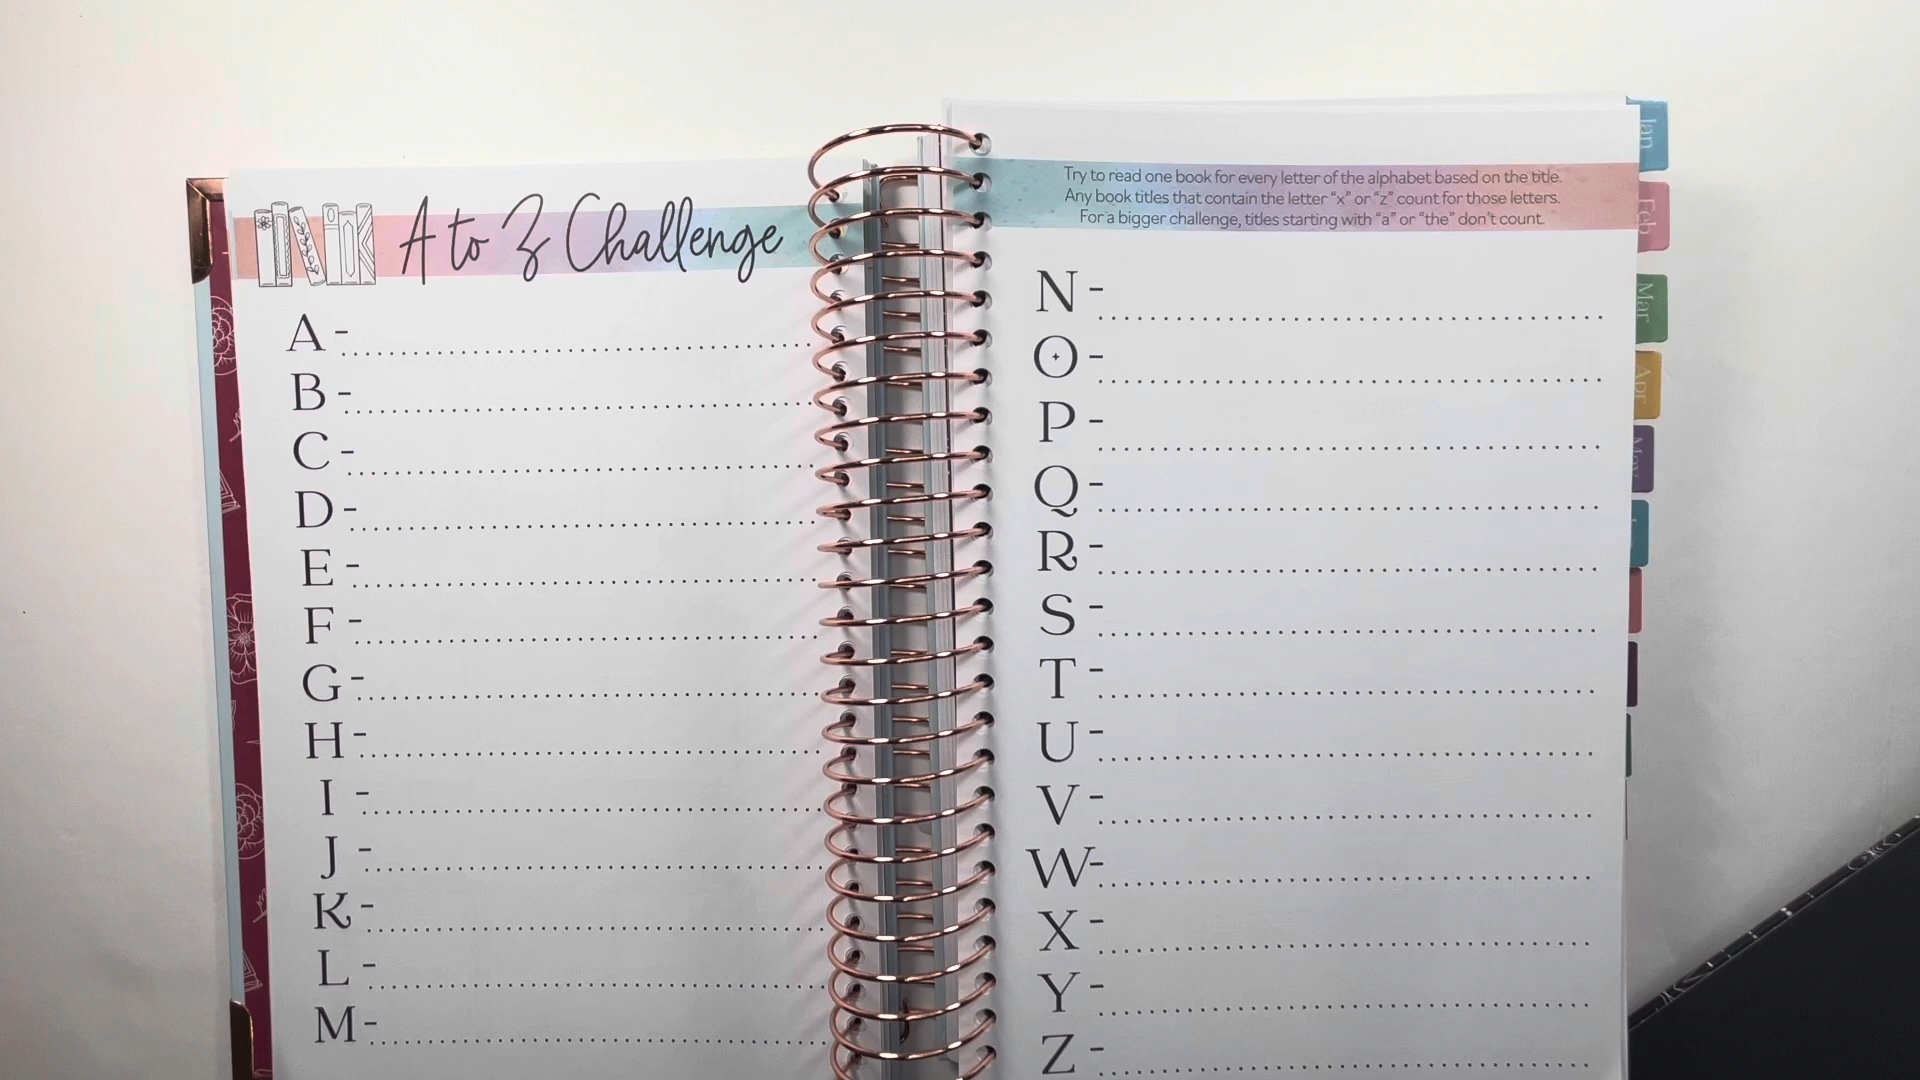 A to Z Challenge
A -
B -
C -
D -
E -
F -
G -
H -
I -
J -
K -
L -
M -
Try to read one book for every letter of the alphabet based on the title.
Any book titles that contain the letter “x” or “z” count for those letters.
For a bigger challenge, titles starting with “a” or “the” don't count.
N -
O -
P -
Q -
R -
S -
T -
U -
V -
W -
X -
Y -
Z -
Jan
Feb
Mar
Apr
May